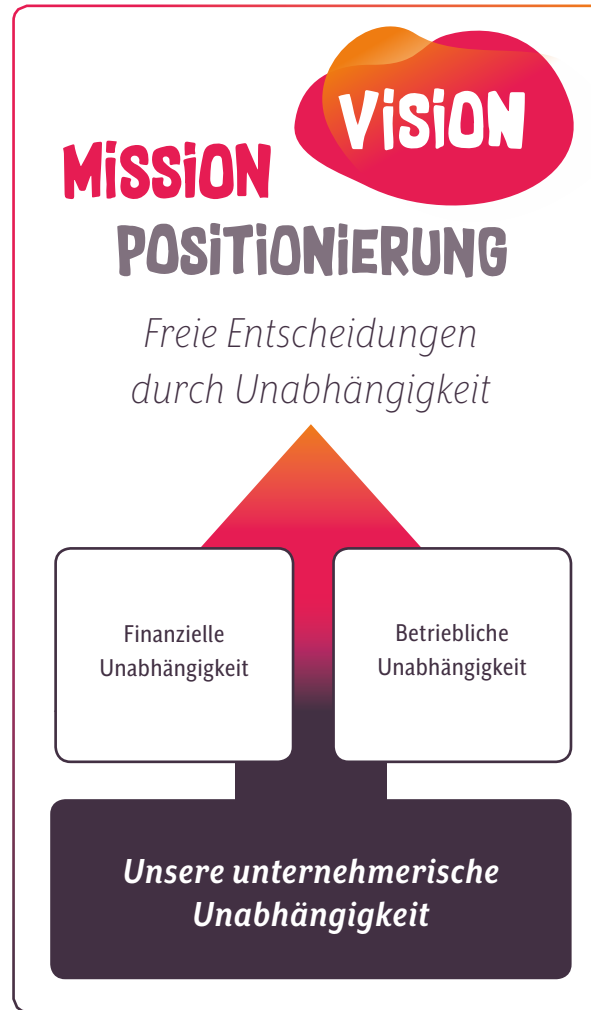 ViSiON
MiSSiON
POSiTiONiERUNG
Freie Entscheidungen
durch Unabhängigkeit
Finanzielle
Unabhängigkeit
Betriebliche
Unabhängigkeit
Unsere unternehmerische
Unabhängigkeit